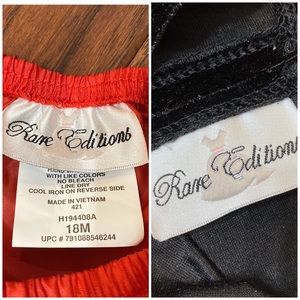 Rare Editions
WITH LIKE COLORS
NO BLEACH
LINE DRY
COOL IRON ON REVERSE SIDE
MADE IN VIETNAM
421
H194408A
18M
UPC # 791088546244
Rare Editions